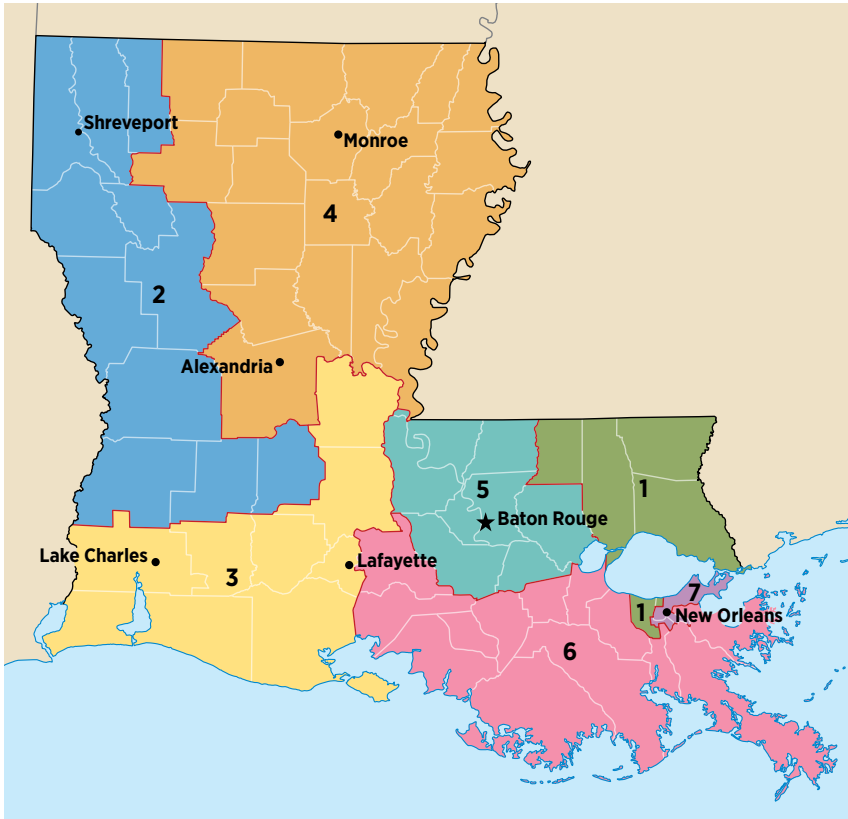 Shreveport
Monroe
4
2
Alexandria
5
1
Baton Rouge
Lake Charles
Lafayette
3
7
1
New Orleans
6